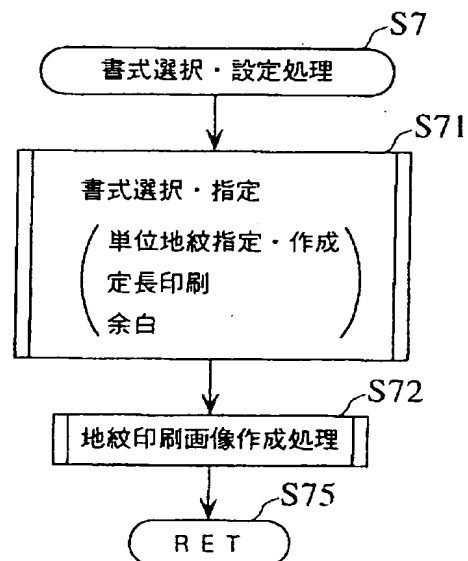 S7
書式選択・設定処理
S71
書式選択・指定
単位地紋指定・作成
定長印刷
余白
S72
地紋印刷画像作成処理
S75
RET